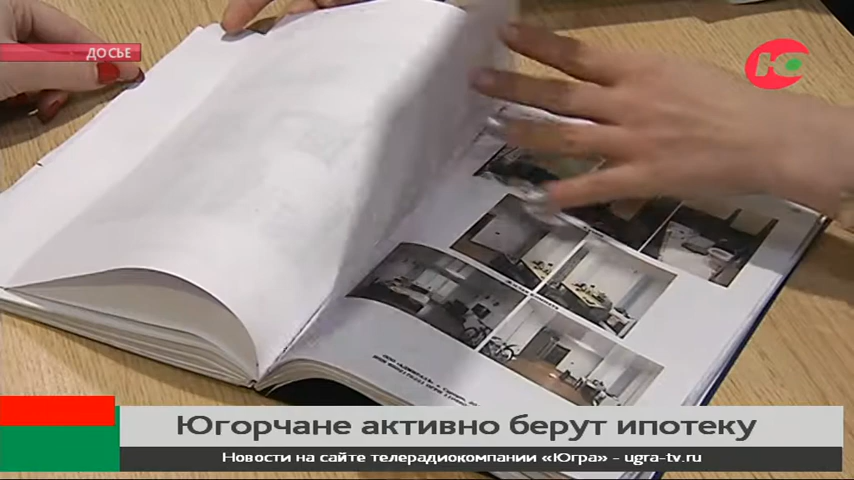 ДОСЬЕ
Ю
Югорчане активно берут ипотеку
Новости на сайте телерадиокомпании «Югра» - ugra-tv.ru